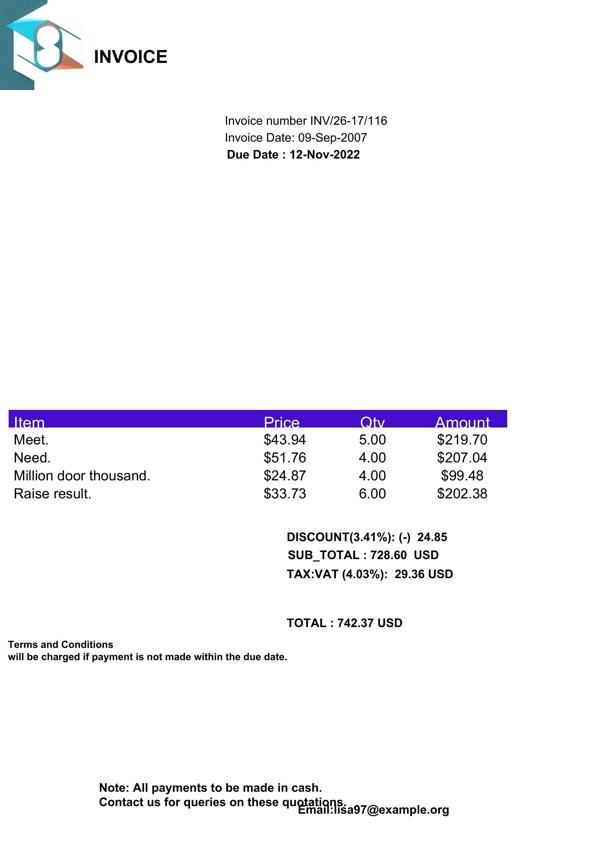 INVOICE
Invoice number INV/26-17/116
Invoice Date: 09-Sep-2007
Due Date : 12-Nov-2022
Item Price Qty Amount
Meet. $43.94 5.00 $219.70
Need. $51.76 4.00 $207.04
Million door thousand. $24.87 4.00 $99.48
Raise result. $33.73 6.00 $202.38
DISCOUNT(3.41%): (-) 24.85
SUB_TOTAL : 728.60 USD
TAX:VAT (4.03%): 29.36 USD
TOTAL : 742.37 USD
Terms and Conditions
will be charged if payment is not made within the due date.
Note: All payments to be made in cash.
Contact us for queries on these quotations.
Email:lisa97@example.org